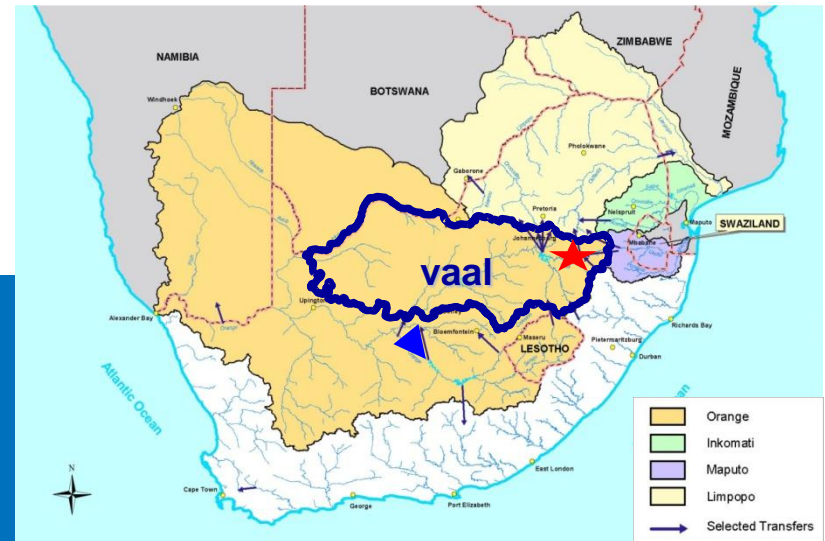 NAMIBIA
ZIMBABWE
BOTSWANA
MOZAMBIQUE
Windhoek
Pholokwane
Gaborone
Pretoria
Nelspruit
Maputo
Johannesburg
Mbabane
SWAZILAND
vaal
Upington
Alexander Bay
Bloemfontein
Maseru
LESOTHO
Pietermaritzburg
Richards Bay
Durban
Atlantic Ocean
East London
Cape Town
George
Port Elizabeth
N
Orange
Inkomati
Maputo
Limpopo
Selected Transfers